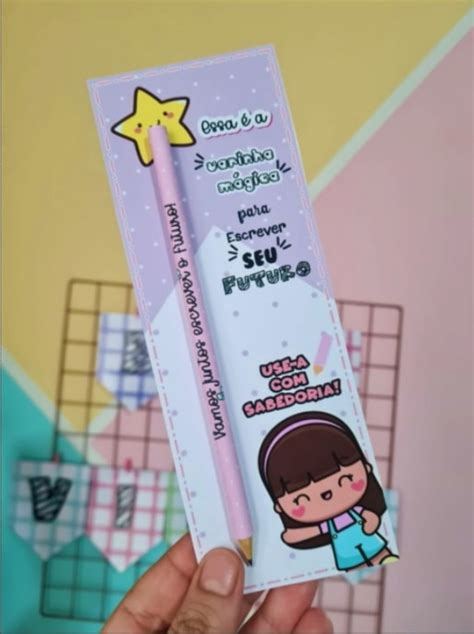 Essa é a
varinha
mágica
para
Escrever
SEU
FUTURO
Vamos juntos escrever o futuro!
USE-A
COM
SABEDORIA!
V
I